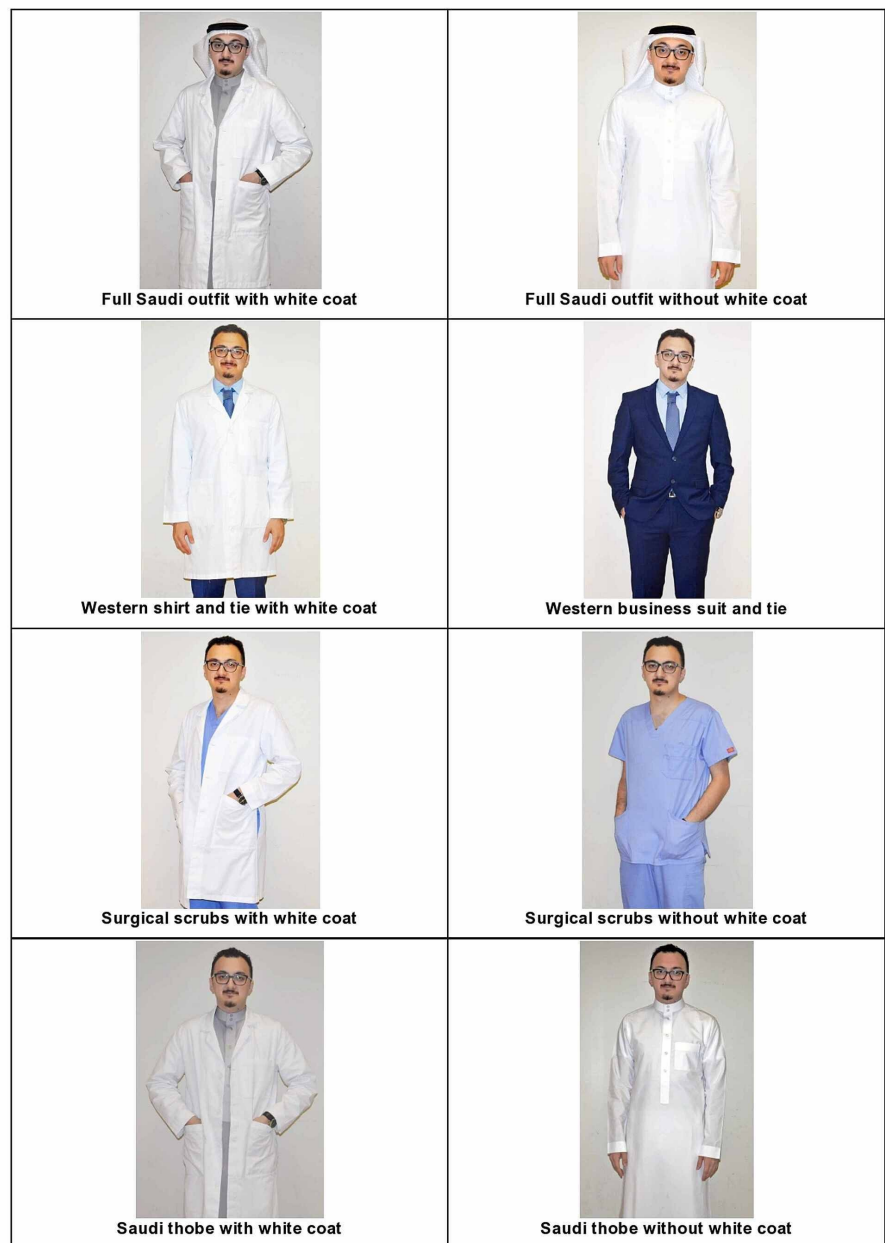 Full Saudi outfit with white coat
Full Saudi outfit without white coat
Western shirt and tie with white coat
Western business suit and tie
Surgical scrubs with white coat
Surgical scrubs without white coat
Saudi thobe with white coat
Saudi thobe without white coat